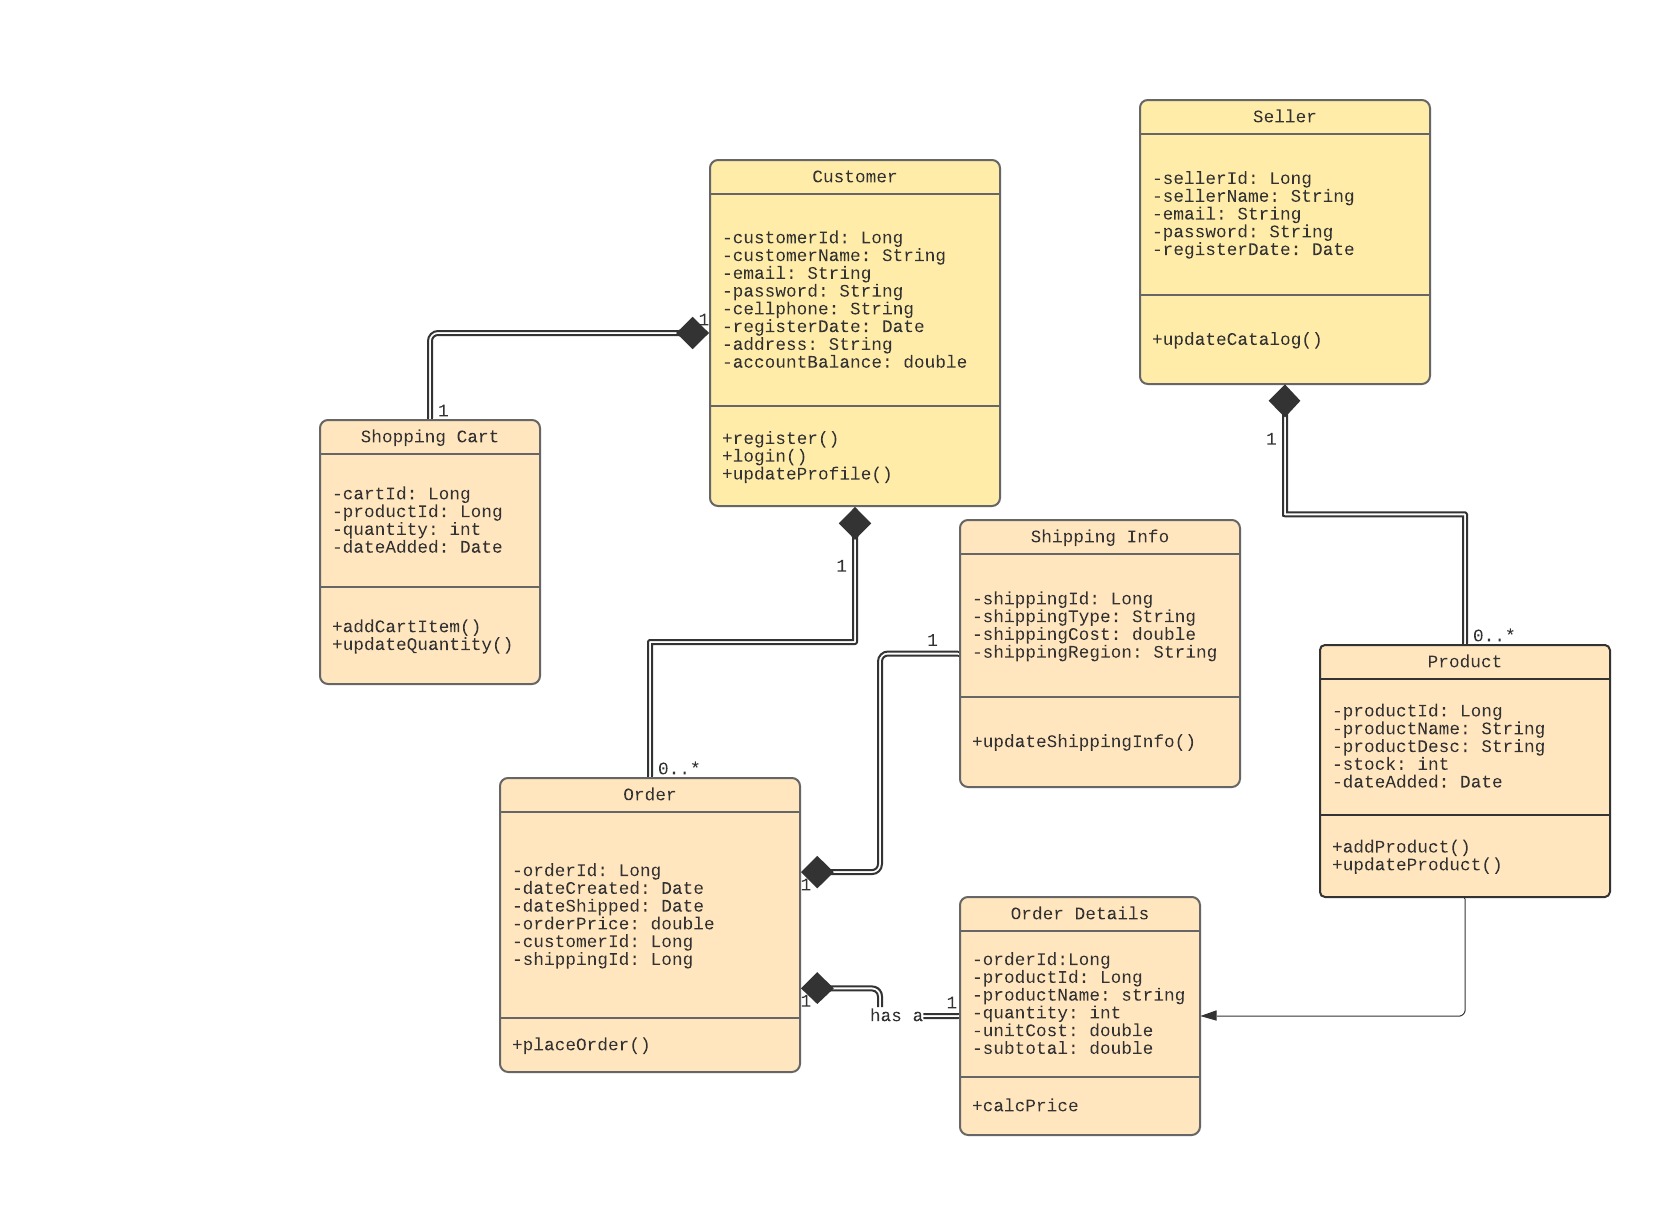 Seller
-sellerId: Long
-sellerName: String
-email: String
-password: String
-registerDate: Date
+updateCatalog()
1
0..*
Customer
-customerId: Long
-customerName: String
-email: String
-password: String
-cellphone: String
-registerDate: Date
-address: String
-accountBalance: double
+register()
+login()
+updateProfile()
1
1
1
0..*
Shopping Cart
-cartId: Long
-productId: Long
-quantity: int
-dateAdded: Date
+addCartItem()
+updateQuantity()
Shipping Info
-shippingId: Long
-shippingType: String
-shippingCost: double
-shippingRegion: String
+updateShippingInfo()
1
1
Product
-productId: Long
-productName: String
-productDesc: String
-stock: int
-dateAdded: Date
+addProduct()
+updateProduct()
Order
-orderId: Long
-dateCreated: Date
-dateShipped: Date
-orderPrice: double
-customerId: Long
-shippingId: Long
+placeOrder()
1
has a
1
Order Details
-orderId:Long
-productId: Long
-productName: string
-quantity: int
-unitCost: double
-subtotal: double
+calcPrice